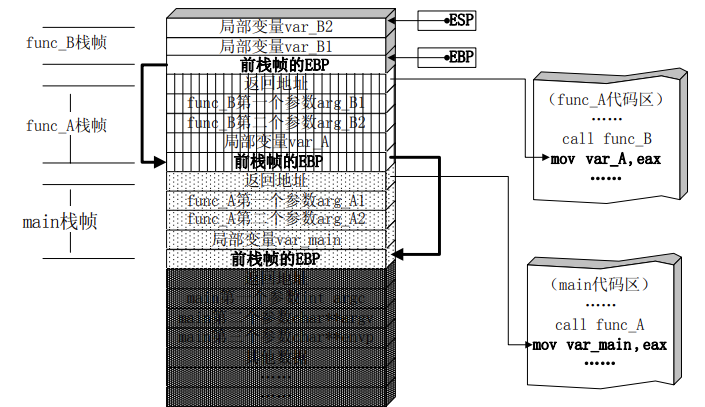 func_B栈帧
func_A栈帧
main栈帧
局部变量var_B2
局部变量var_B1
前栈帧的EBP
返回地址
func_B第一个参数arg_B1
func_B第二个参数arg_B2
局部变量var_A
前栈帧的EBP
返回地址
func_A第一个参数arg_A1
func_A第二个参数arg_A2
局部变量var_main
前栈帧的EBP
返回地址
main第一个参数int argc
main第二个参数char**argv
main第三个参数char**envp
其他数据
……
……
ESP
EBP
(func_A代码区)
……
call func_B
mov var_A,eax
……
(main代码区)
……
call func_A
mov var_main,eax
……